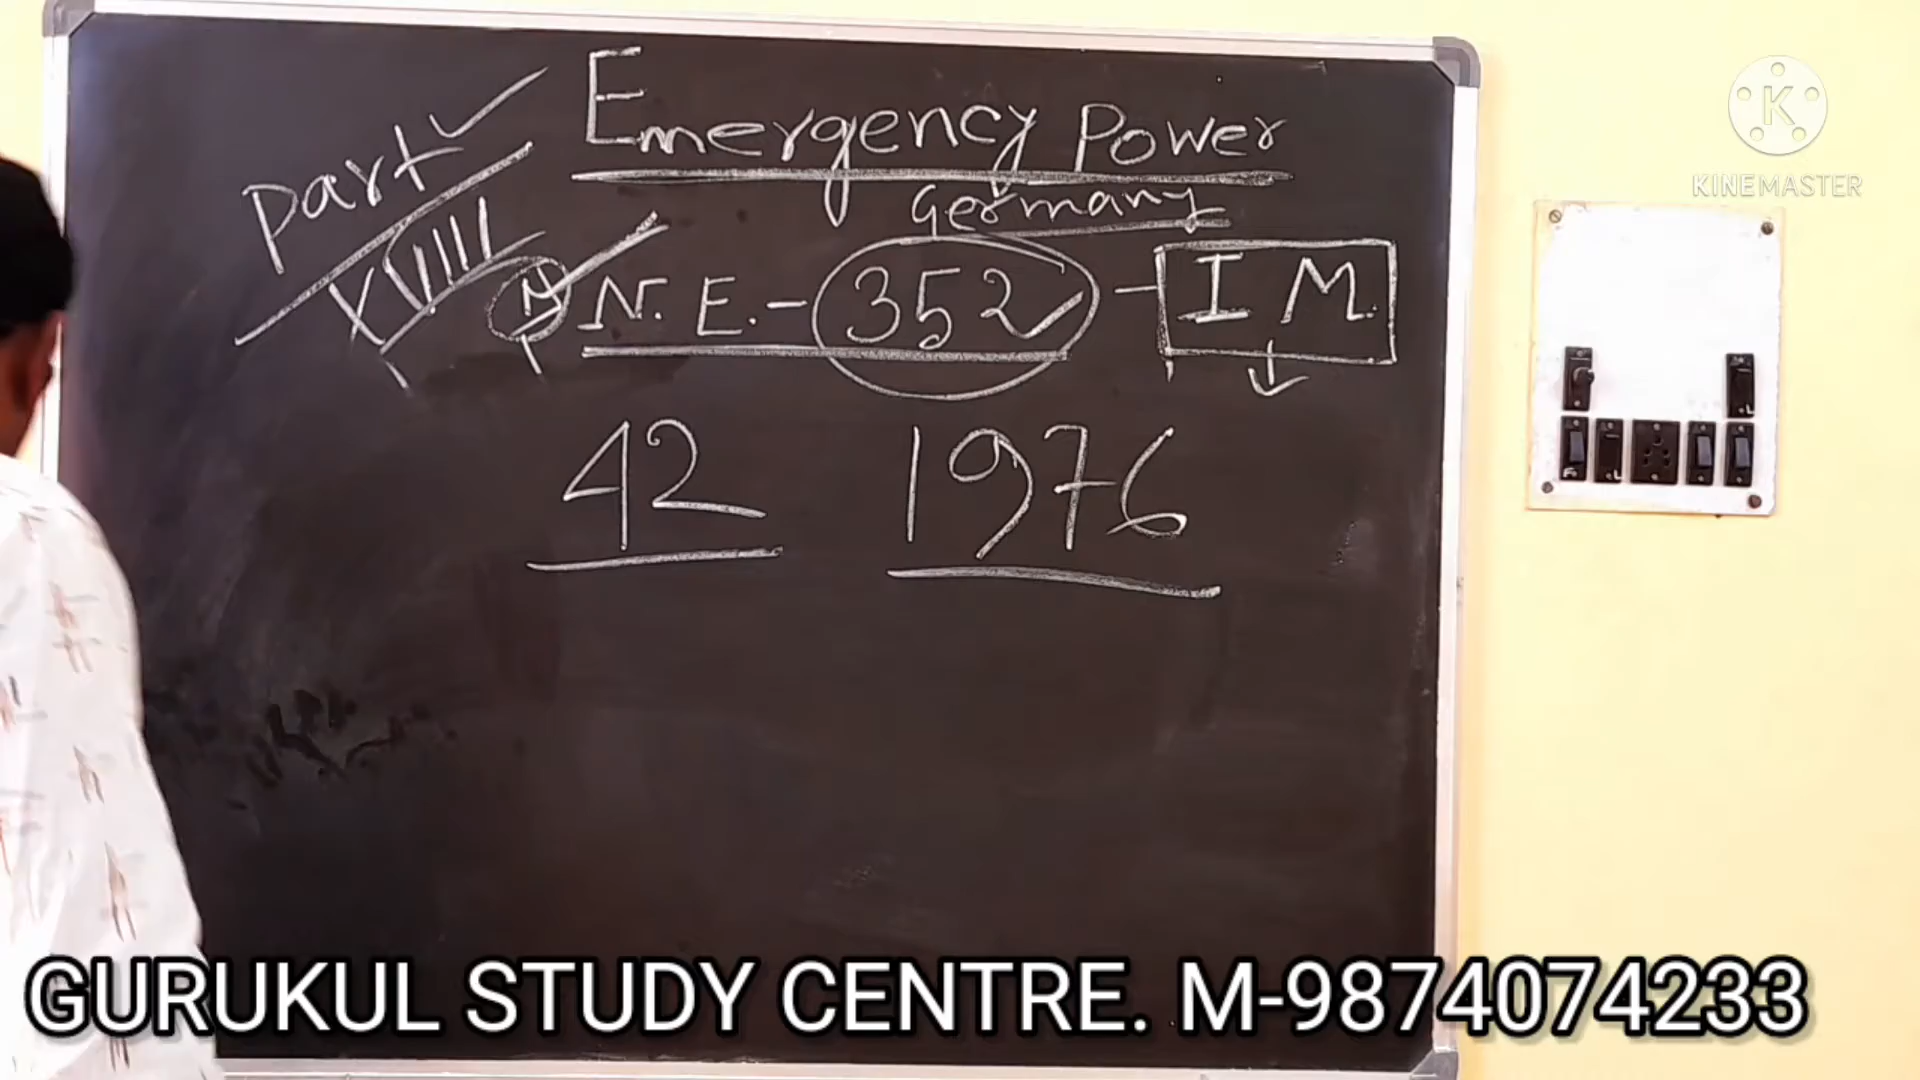 Emergency Power
Part
XVIII
Germany
N. E. - 352 - I M.
42 1976
K
KINEMASTER
GURUKUL STUDY CENTRE. M-9874074233